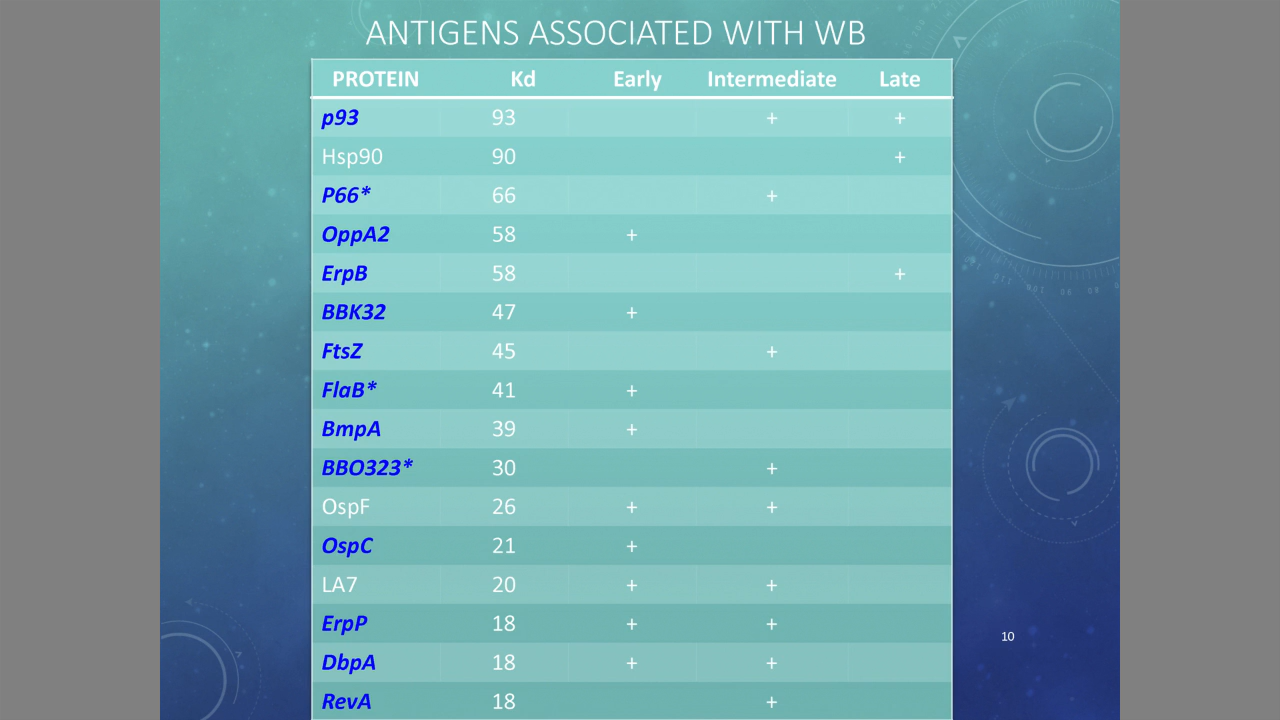 ANTIGENS ASSOCIATED WITH WB
PROTEIN Kd Early Intermediate Late
p93 93 + +
Hsp90 90 +
P66* 66 +
OppA2 58 +
ErpB 58 +
BBK32 47 +
FtsZ 45 +
FlaB* 41 +
BmpA 39 +
BBO323* 30 +
OspF 26 + +
OspC 21 +
LA7 20 + +
ErpP 18 + +
DbpA 18 + +
RevA 18 +
10